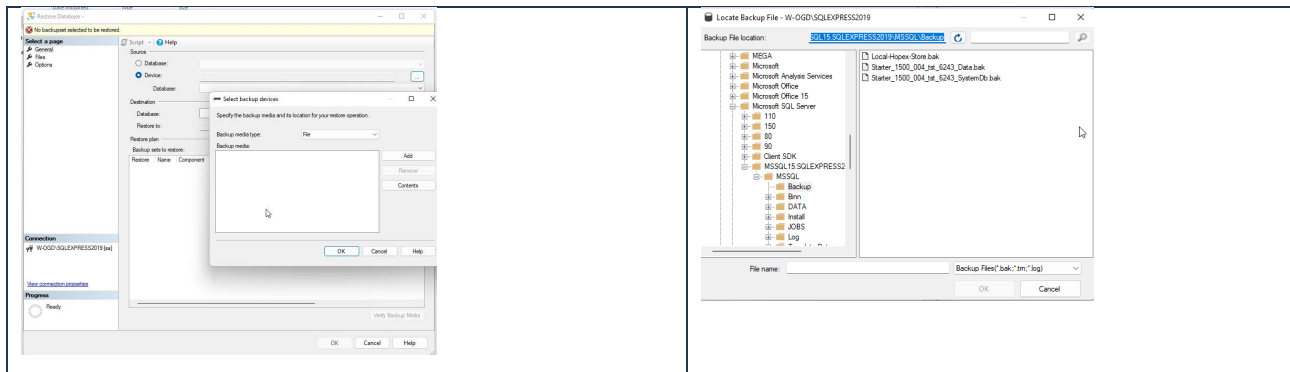 Restore Database -
No backupset selected to be restored.
Select a page
General
Files
Options
Script
Help
Source
Database:
Device:
...
Database:
Destination
Database:
Restore to:
Restore plan
Backup sets to restore:
Restore Name Component
Connection
W-OGD\SQLEXPRESS2019 [sa]
View connection properties
Progress
Ready
Verify Backup Media
OK Cancel Help
Select backup devices
Specify the backup media and its location for your restore operation.
Backup media type: File
Backup media:
Add
Remove
Contents
OK Cancel Help
Locate Backup File - W-OGD\SQLEXPRESS2019
Backup File location: SQL15.SQLEXPRESS2019\MSSQL\Backup
MEGA
Microsoft
Microsoft Analysis Services
Microsoft Office
Microsoft Office 15
Microsoft SQL Server
110
150
80
90
Client SDK
MSSQL15.SQLEXPRESS2
MSSQL
Backup
Binn
DATA
Install
JOBS
Log
Local-Hopex-Store.bak
Starter_1500_004_tst_6243_Data.bak
Starter_1500_004_tst_6243_SystemDb.bak
File name: Backup Files(*.bak;*.trn;*.log)
OK Cancel